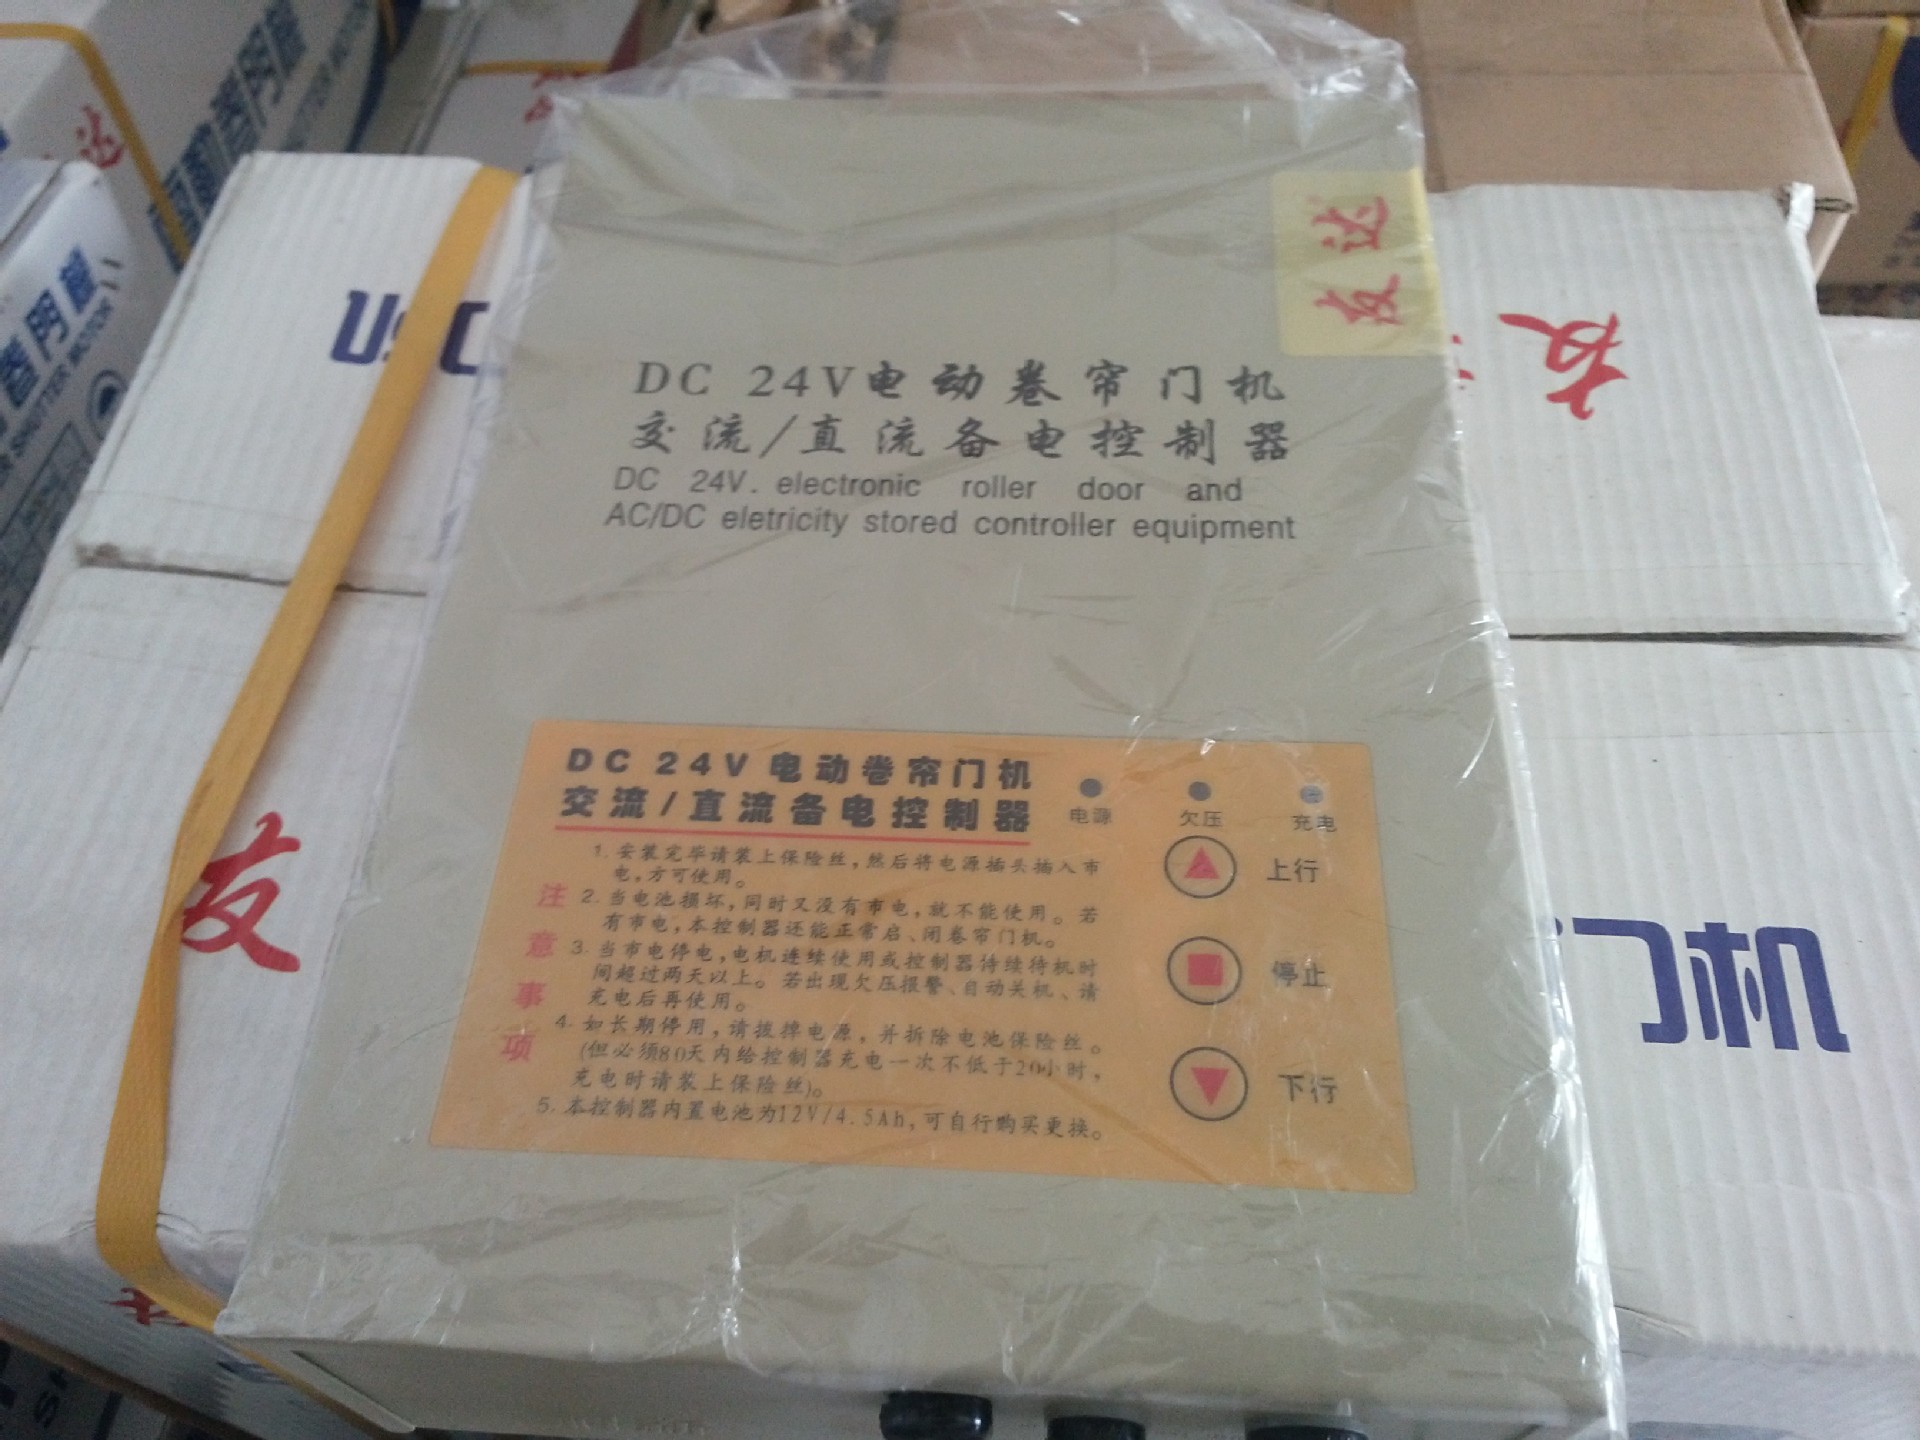 友达
DC 24V电动卷帘门机
交流/直流备电控制器
DC 24V. electronic roller door and
AC/DC eletricity stored controller equipment
DC 24V 电动卷帘门机
交流/直流备电控制器
电源
欠压
充电
注意事项
1. 安装完毕请装上保险丝,然后将电源插头插入市
电,方可使用。
2. 当电池损坏,同时又没有市电,就不能使用。若
有市电,本控制器还能正常启、闭卷帘门机。
3. 当市电停电,电机连续使用或控制器待续待机时
间超过两天以上。若出现欠压报警、自动关机、请
充电后再使用。
4. 如长期停用,请拔掉电源,并拆除电池保险丝。
(但必须80天内给控制器充电一次不低于20小时,
充电时请装上保险丝)。
5. 本控制器内置电池为12V/4.5Ah,可自行购买更换。
上行
停止
下行
友
友
门机
达
SHUTTER MOTOR